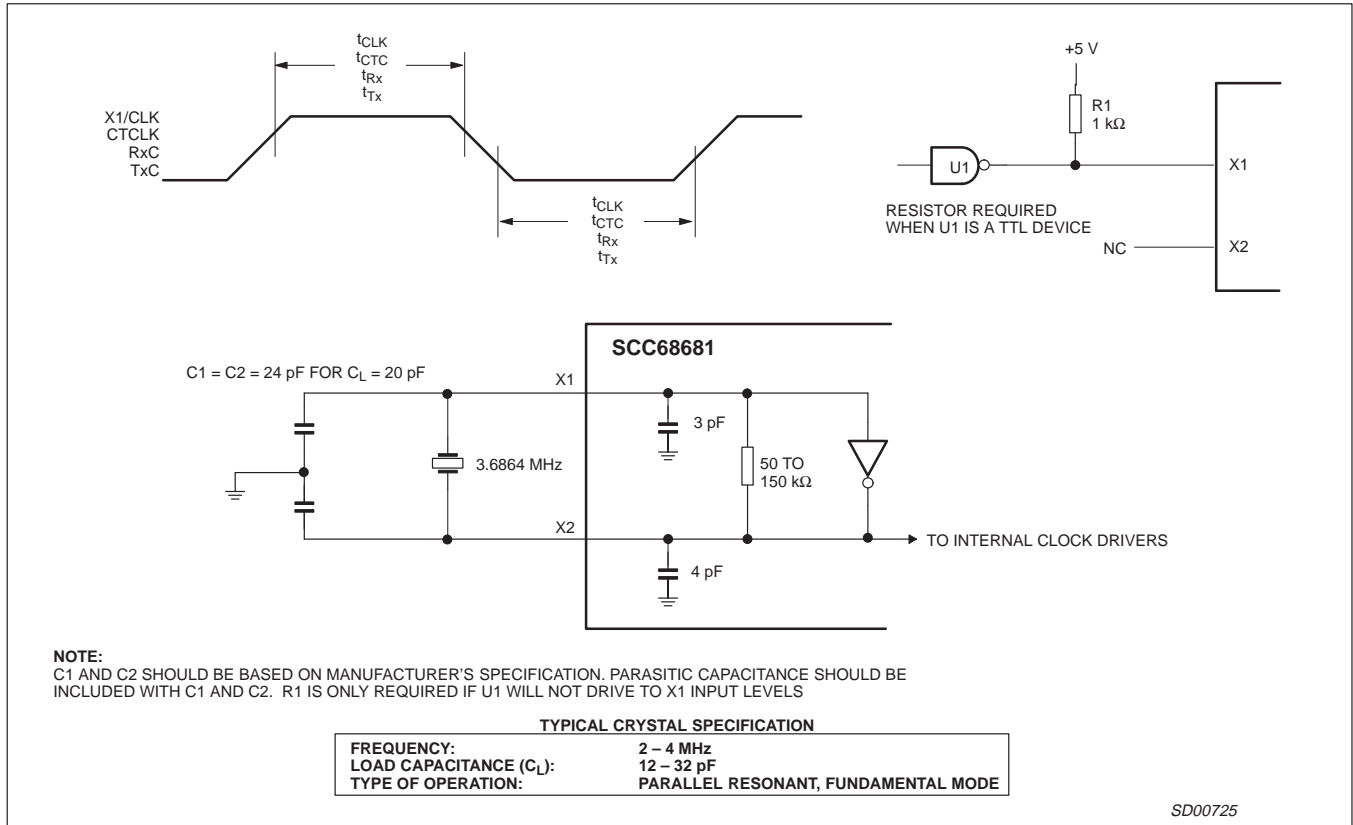 tCLK
tCTC
tRx
tTx
X1/CLK
CTCLK
RxC
TxC
tCLK
tCTC
tRx
tTx
+5 V
R1
1 kΩ
U1
X1
RESISTOR REQUIRED
WHEN U1 IS A TTL DEVICE
NC
X2
SCC68681
C1 = C2 = 24 pF FOR CL = 20 pF
X1
3 pF
3.6864 MHz
50 TO
150 kΩ
X2
TO INTERNAL CLOCK DRIVERS
4 pF
NOTE:
C1 AND C2 SHOULD BE BASED ON MANUFACTURER'S SPECIFICATION. PARASITIC CAPACITANCE SHOULD BE
INCLUDED WITH C1 AND C2. R1 IS ONLY REQUIRED IF U1 WILL NOT DRIVE TO X1 INPUT LEVELS
TYPICAL CRYSTAL SPECIFICATION
FREQUENCY: 2 – 4 MHz
LOAD CAPACITANCE (CL): 12 – 32 pF
TYPE OF OPERATION: PARALLEL RESONANT, FUNDAMENTAL MODE
SD00725